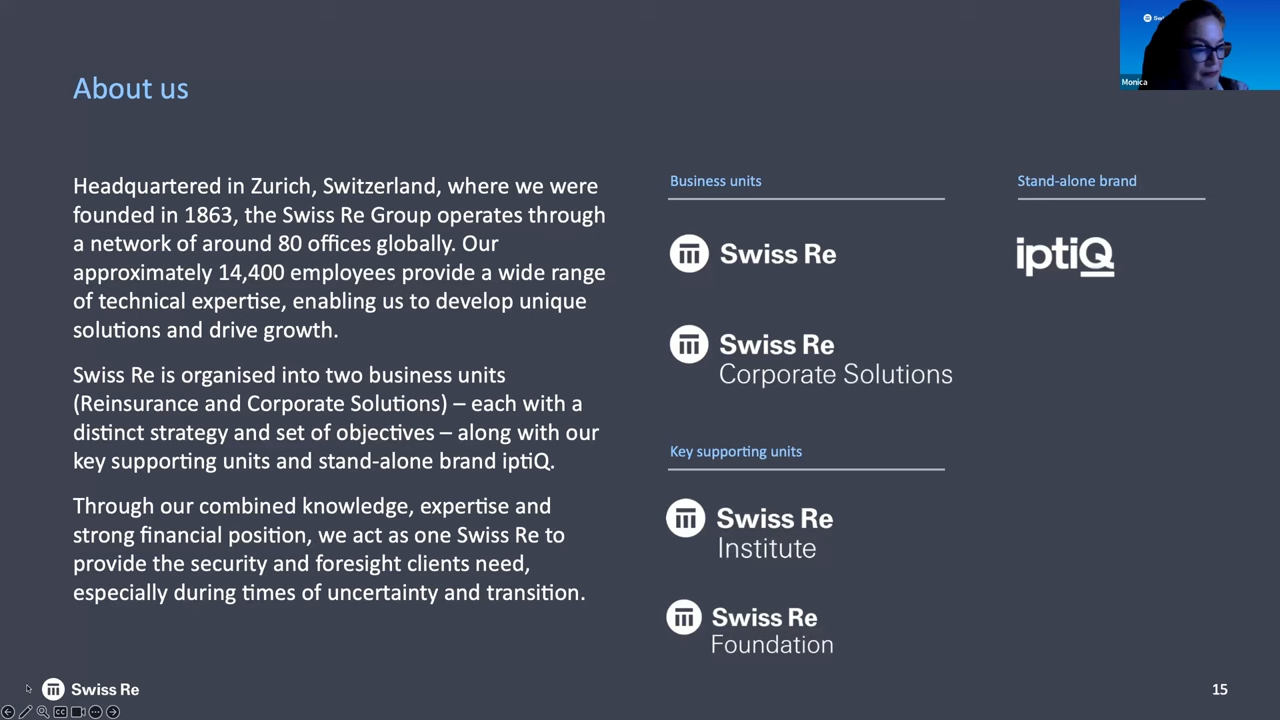 About us
Headquartered in Zurich, Switzerland, where we were
founded in 1863, the Swiss Re Group operates through
a network of around 80 offices globally. Our
approximately 14,400 employees provide a wide range
of technical expertise, enabling us to develop unique
solutions and drive growth.
Swiss Re is organised into two business units
(Reinsurance and Corporate Solutions) – each with a
distinct strategy and set of objectives – along with our
key supporting units and stand-alone brand iptiQ.
Through our combined knowledge, expertise and
strong financial position, we act as one Swiss Re to
provide the security and foresight clients need,
especially during times of uncertainty and transition.
Business units
Swiss Re
Swiss Re
Corporate Solutions
Key supporting units
Swiss Re
Institute
Swiss Re
Foundation
Stand-alone brand
iptiQ
Monica
Swiss Re
CC
15